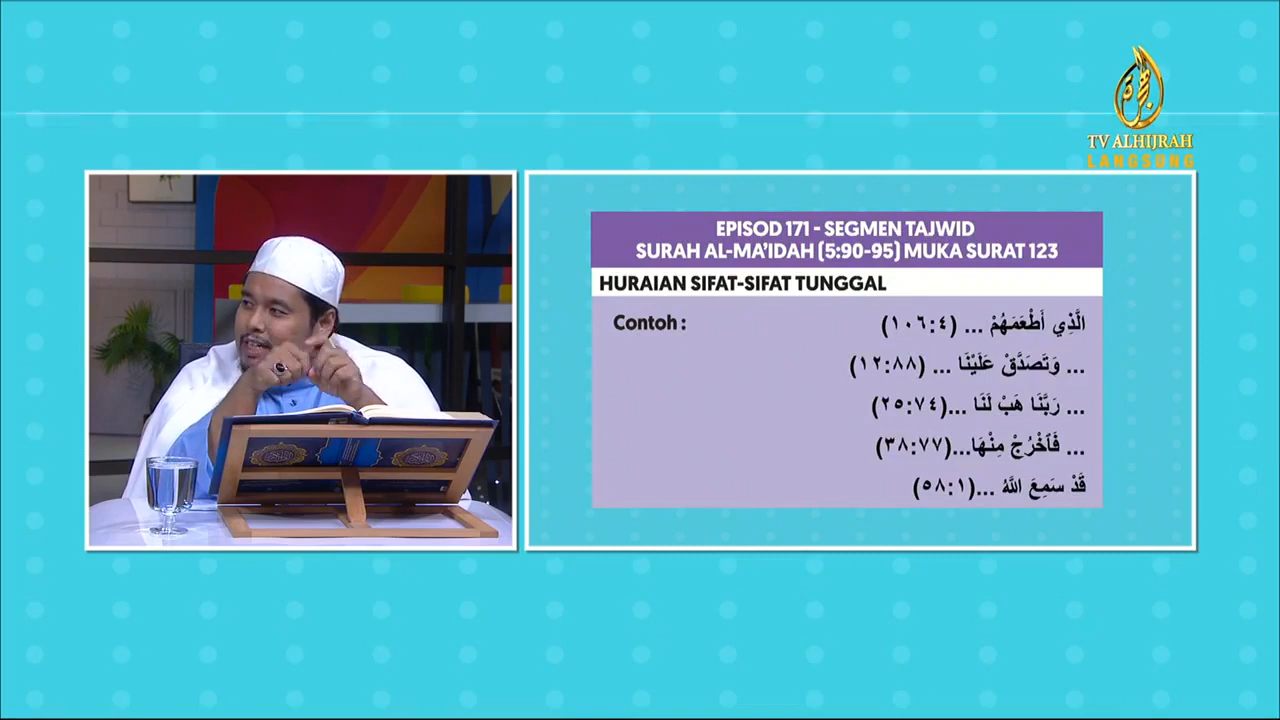 TV ALHIJRAH
LANGSUNG
EPISOD 171 - SEGMEN TAJWID
SURAH AL-MA'IDAH (5:90-95) MUKA SURAT 123
HURAIAN SIFAT-SIFAT TUNGGAL
Contoh :
الَّذِي أَطْعَمَهُمْ ... (١٠٦:٤)
... وَتَصَدَّقْ عَلَيْنَا ... (١٢:٨٨)
... رَبَّنَا هَبْ لَنَا ...(٢٥:٧٤)
... فَٱخْرُجْ مِنْهَا...(٣٨:٧٧)
قَدْ سَمِعَ اللَّهُ ...(٥٨:١)